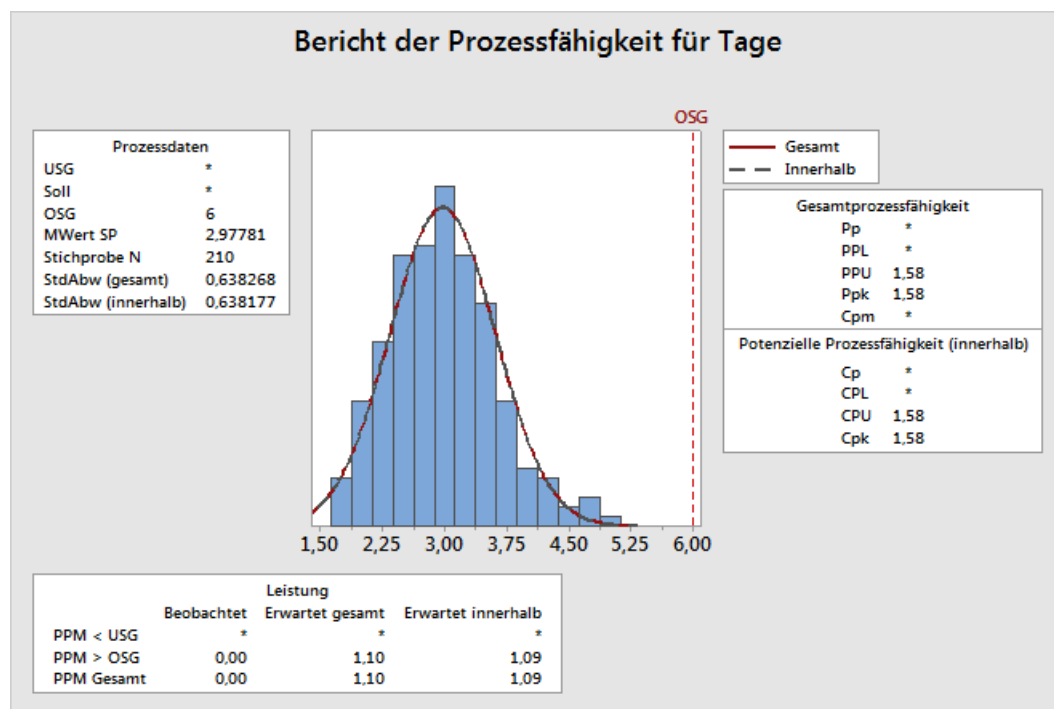 Bericht der Prozessfähigkeit für Tage
OSG
Prozessdaten
USG *
Soll *
OSG 6
MWert SP 2,97781
Stichprobe N 210
StdAbw (gesamt) 0,638268
StdAbw (innerhalb) 0,638177
Gesamt
Innerhalb
Gesamtprozessfähigkeit
Pp *
PPL *
PPU 1,58
Ppk 1,58
Cpm *
Potenzielle Prozessfähigkeit (innerhalb)
Cp *
CPL *
CPU 1,58
Cpk 1,58
1,50 2,25 3,00 3,75 4,50 5,25 6,00
Leistung
Beobachtet Erwartet gesamt Erwartet innerhalb
PPM < USG * * *
PPM > OSG 0,00 1,10 1,09
PPM Gesamt 0,00 1,10 1,09